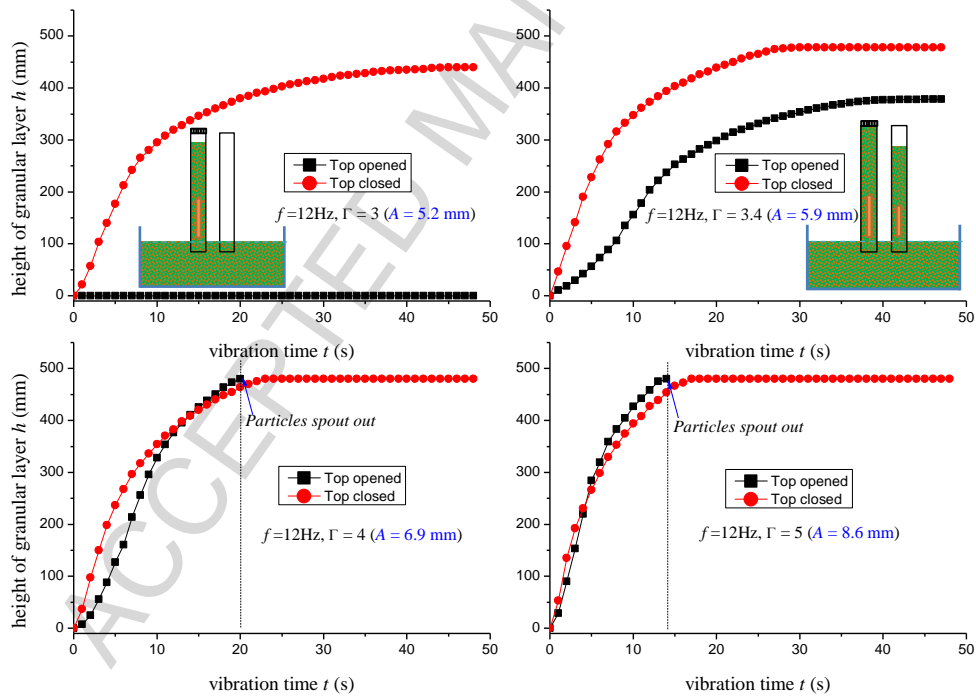 ACCEPTED MA
height of granular layer h (mm)
500
400
300
200
100
0
Top opened
Top closed
f =12Hz, Γ = 3 (A = 5.2 mm)
0 10 20 30 40 50
vibration time t (s)
500
400
300
200
100
0
Top opened
Top closed
f =12Hz, Γ = 3.4 (A = 5.9 mm)
0 10 20 30 40 50
vibration time t (s)
height of granular layer h (mm)
500
400
300
200
100
0
Particles spout out
Top opened
Top closed
f =12Hz, Γ = 4 (A = 6.9 mm)
0 10 20 30 40 50
vibration time t (s)
500
400
300
200
100
0
Particles spout out
Top opened
Top closed
f =12Hz, Γ = 5 (A = 8.6 mm)
0 10 20 30 40 50
vibration time t (s)